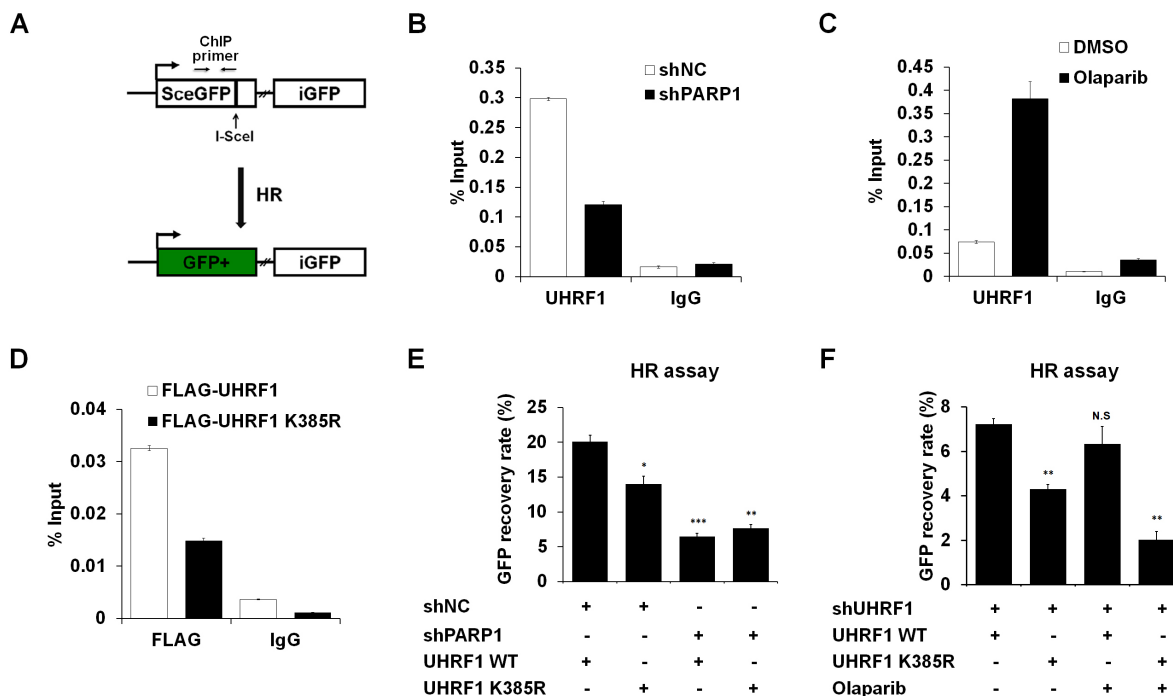 A
ChIP
primer
SceGFP
iGFP
I-SceI
HR
GFP+
iGFP
B
shNC
shPARP1
% Input
0.35
0.3
0.25
0.2
0.15
0.1
0.05
0
UHRF1
IgG
C
DMSO
Olaparib
% Input
0.45
0.4
0.35
0.3
0.25
0.2
0.15
0.1
0.05
0
UHRF1
IgG
D
FLAG-UHRF1
FLAG-UHRF1 K385R
% Input
0.04
0.03
0.02
0.01
0
FLAG
IgG
E
HR assay
GFP recovery rate (%)
25
20
15
10
5
0
*
***
**
shNC + + - -
shPARP1 - - + +
UHRF1 WT + - + -
UHRF1 K385R - + - +
F
HR assay
GFP recovery rate (%)
8
6
4
2
0
**
N.S
**
shUHRF1 + + + +
UHRF1 WT + - + -
UHRF1 K385R - + - +
Olaparib - - + +